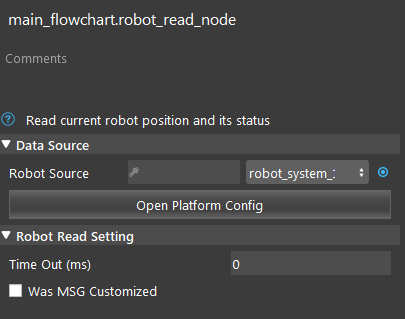 main_flowchart.robot_read_node
Comments
Read current robot position and its status
Data Source
Robot Source robot_system_
Open Platform Config
Robot Read Setting
Time Out (ms) 0
Was MSG Customized